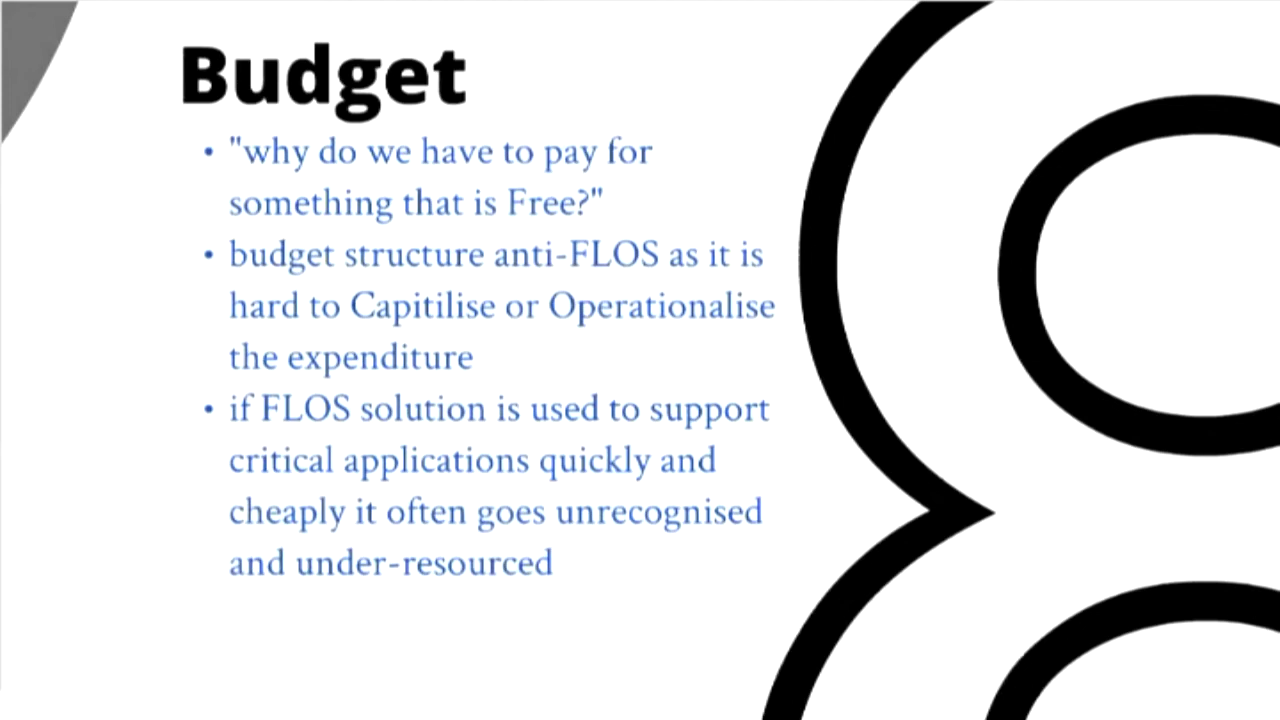 Budget
• "why do we have to pay for
something that is Free?"
• budget structure anti-FLOS as it is
hard to Capitilise or Operationalise
the expenditure
• if FLOS solution is used to support
critical applications quickly and
cheaply it often goes unrecognised
and under-resourced
8